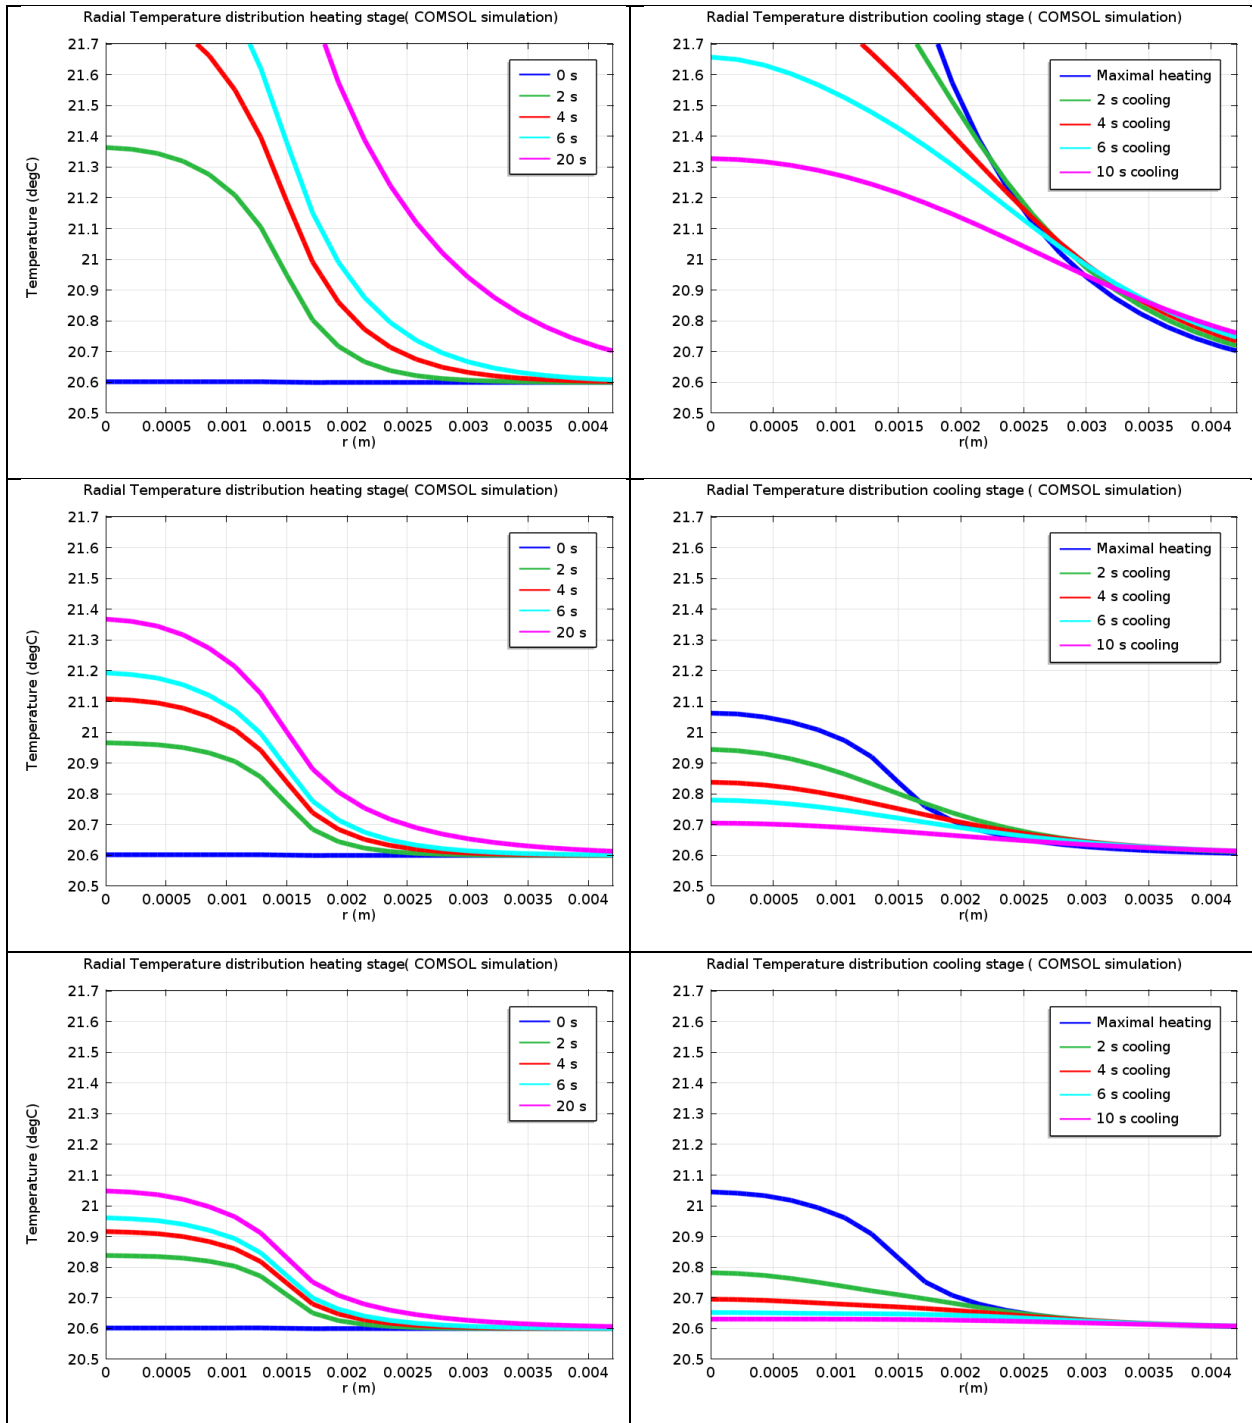 Radial Temperature distribution heating stage( COMSOL simulation)
Temperature (degC)
21.7
21.6
21.5
21.4
21.3
21.2
21.1
21
20.9
20.8
20.7
20.6
20.5
0 0.0005 0.001 0.0015 0.002 0.0025 0.003 0.0035 0.004
r (m)
0 s
2 s
4 s
6 s
20 s
Radial Temperature distribution cooling stage ( COMSOL simulation)
21.7
21.6
21.5
21.4
21.3
21.2
21.1
21
20.9
20.8
20.7
20.6
20.5
0 0.0005 0.001 0.0015 0.002 0.0025 0.003 0.0035 0.004
r(m)
Maximal heating
2 s cooling
4 s cooling
6 s cooling
10 s cooling
Radial Temperature distribution heating stage( COMSOL simulation)
Temperature (degC)
21.7
21.6
21.5
21.4
21.3
21.2
21.1
21
20.9
20.8
20.7
20.6
20.5
0 0.0005 0.001 0.0015 0.002 0.0025 0.003 0.0035 0.004
r (m)
0 s
2 s
4 s
6 s
20 s
Radial Temperature distribution cooling stage ( COMSOL simulation)
21.7
21.6
21.5
21.4
21.3
21.2
21.1
21
20.9
20.8
20.7
20.6
20.5
0 0.0005 0.001 0.0015 0.002 0.0025 0.003 0.0035 0.004
r(m)
Maximal heating
2 s cooling
4 s cooling
6 s cooling
10 s cooling
Radial Temperature distribution heating stage( COMSOL simulation)
Temperature (degC)
21.7
21.6
21.5
21.4
21.3
21.2
21.1
21
20.9
20.8
20.7
20.6
20.5
0 0.0005 0.001 0.0015 0.002 0.0025 0.003 0.0035 0.004
r (m)
0 s
2 s
4 s
6 s
20 s
Radial Temperature distribution cooling stage ( COMSOL simulation)
21.7
21.6
21.5
21.4
21.3
21.2
21.1
21
20.9
20.8
20.7
20.6
20.5
0 0.0005 0.001 0.0015 0.002 0.0025 0.003 0.0035 0.004
r(m)
Maximal heating
2 s cooling
4 s cooling
6 s cooling
10 s cooling